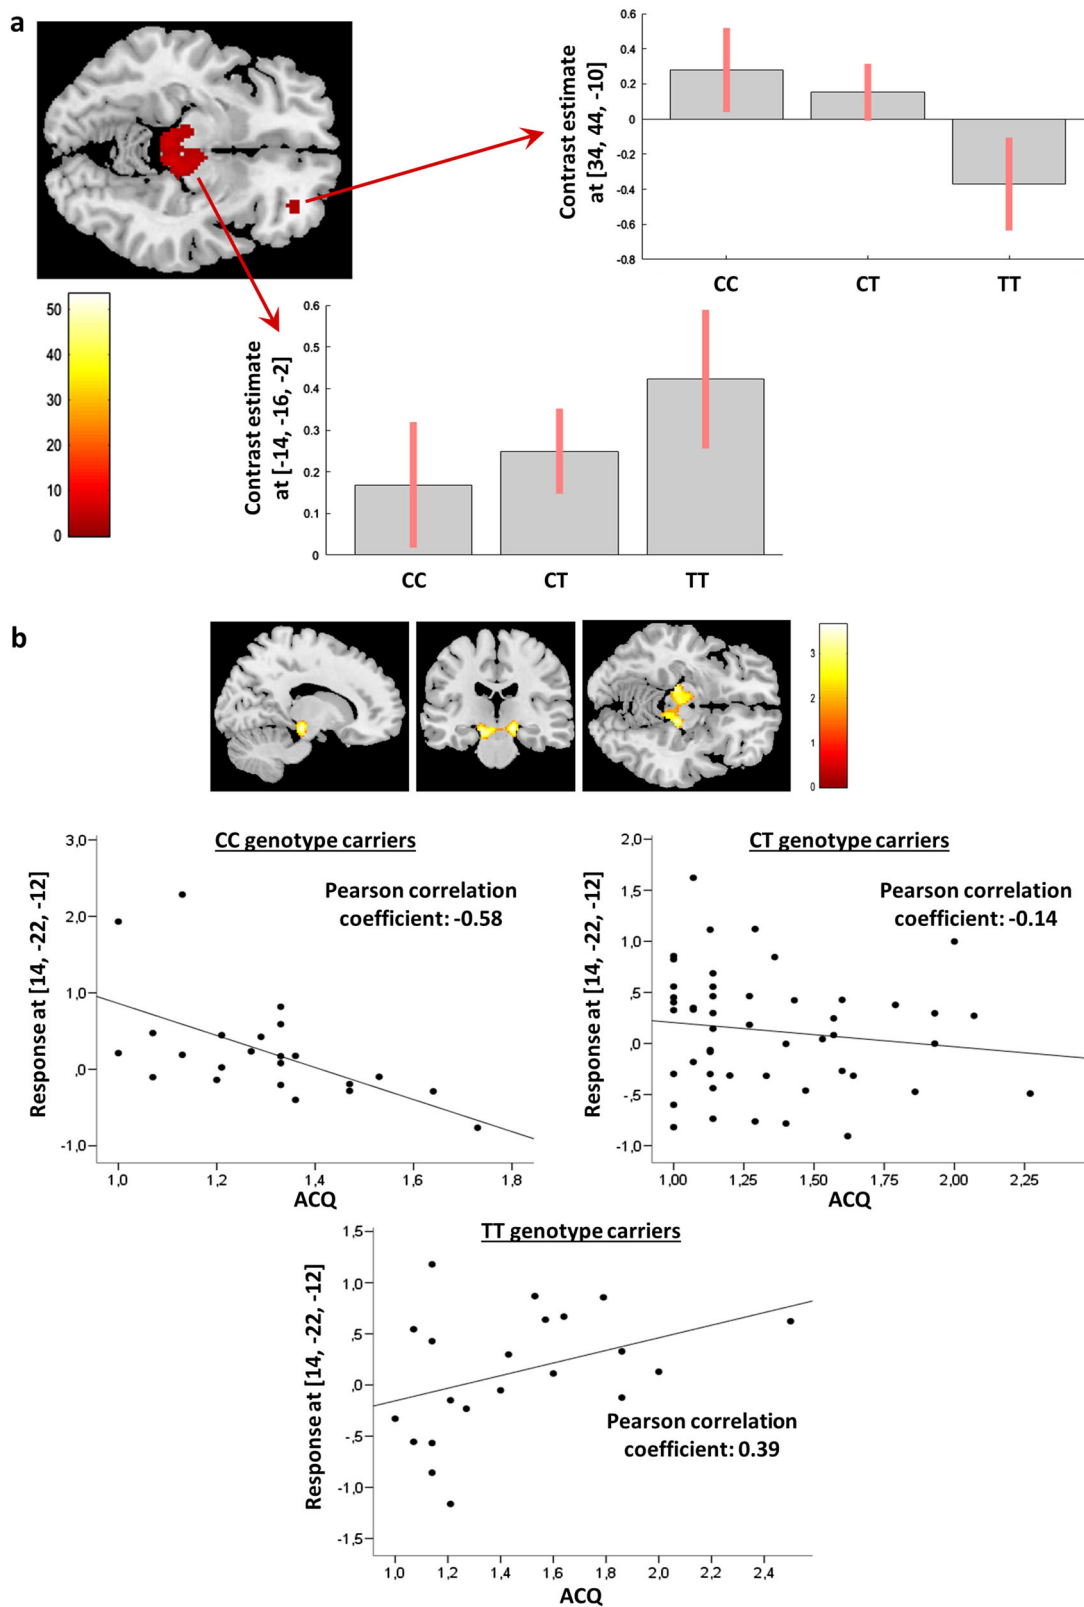 a
0.6
0.4
0.2
0
-0.2
-0.4
-0.6
-0.8
Contrast estimate
at [34, 44, -10]
CC CT TT
50
40
30
20
10
0
0.6
0.5
0.4
0.3
0.2
0.1
0
Contrast estimate
at [-14, -16, -2]
CC CT TT
b
3
2
1
0
CC genotype carriers
Pearson correlation
coefficient: -0.58
Response at [14, -22, -12]
3,0
2,0
1,0
,0
-1,0
1,0 1,2 1,4 1,6 1,8
ACQ
CT genotype carriers
Pearson correlation
coefficient: -0.14
Response at [14, -22, -12]
2,0
1,5
1,0
,5
,0
-,5
-1,0
1,00 1,25 1,50 1,75 2,00 2,25
ACQ
TT genotype carriers
Response at [14, -22, -12]
1,5
1,0
,5
,0
-,5
-1,0
-1,5
Pearson correlation
coefficient: 0.39
1,0 1,2 1,4 1,6 1,8 2,0 2,2 2,4
ACQ